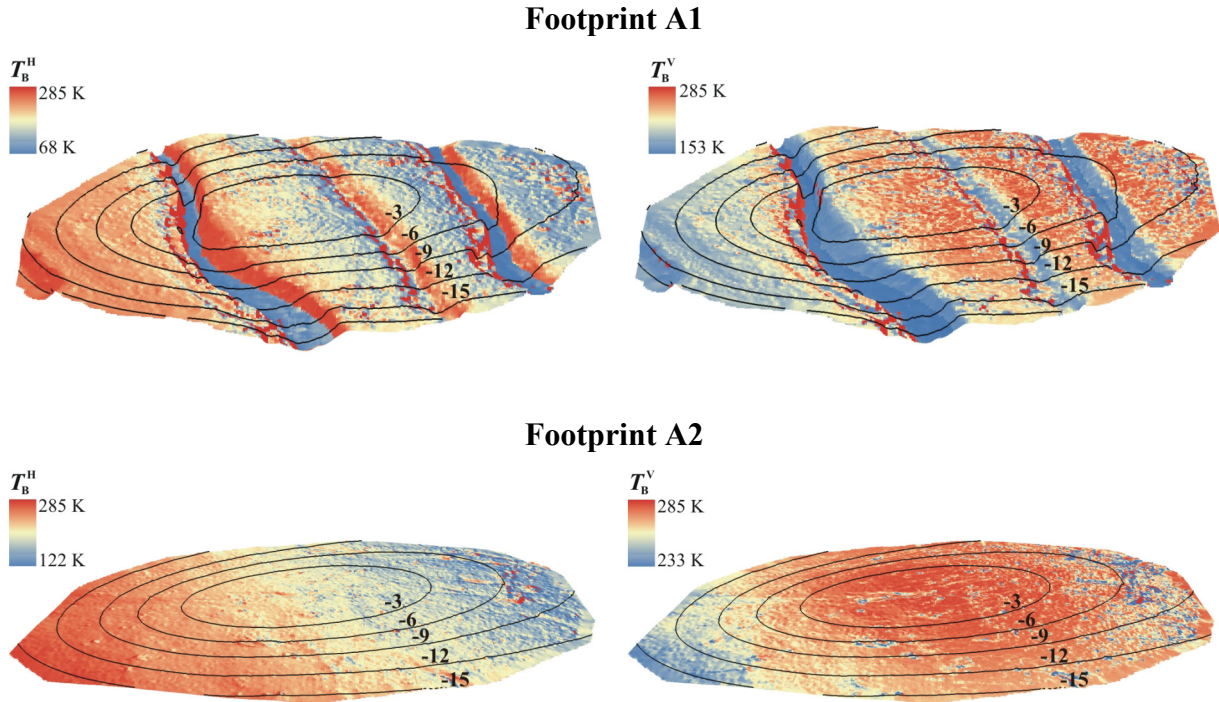 Footprint A1
T_B^H
285 K
68 K
-3
-6
-9
-12
-15
T_B^V
285 K
153 K
-3
-6
-9
-12
-15
Footprint A2
T_B^H
285 K
122 K
-3
-6
-9
-12
-15
T_B^V
285 K
233 K
-3
-6
-9
-12
-15